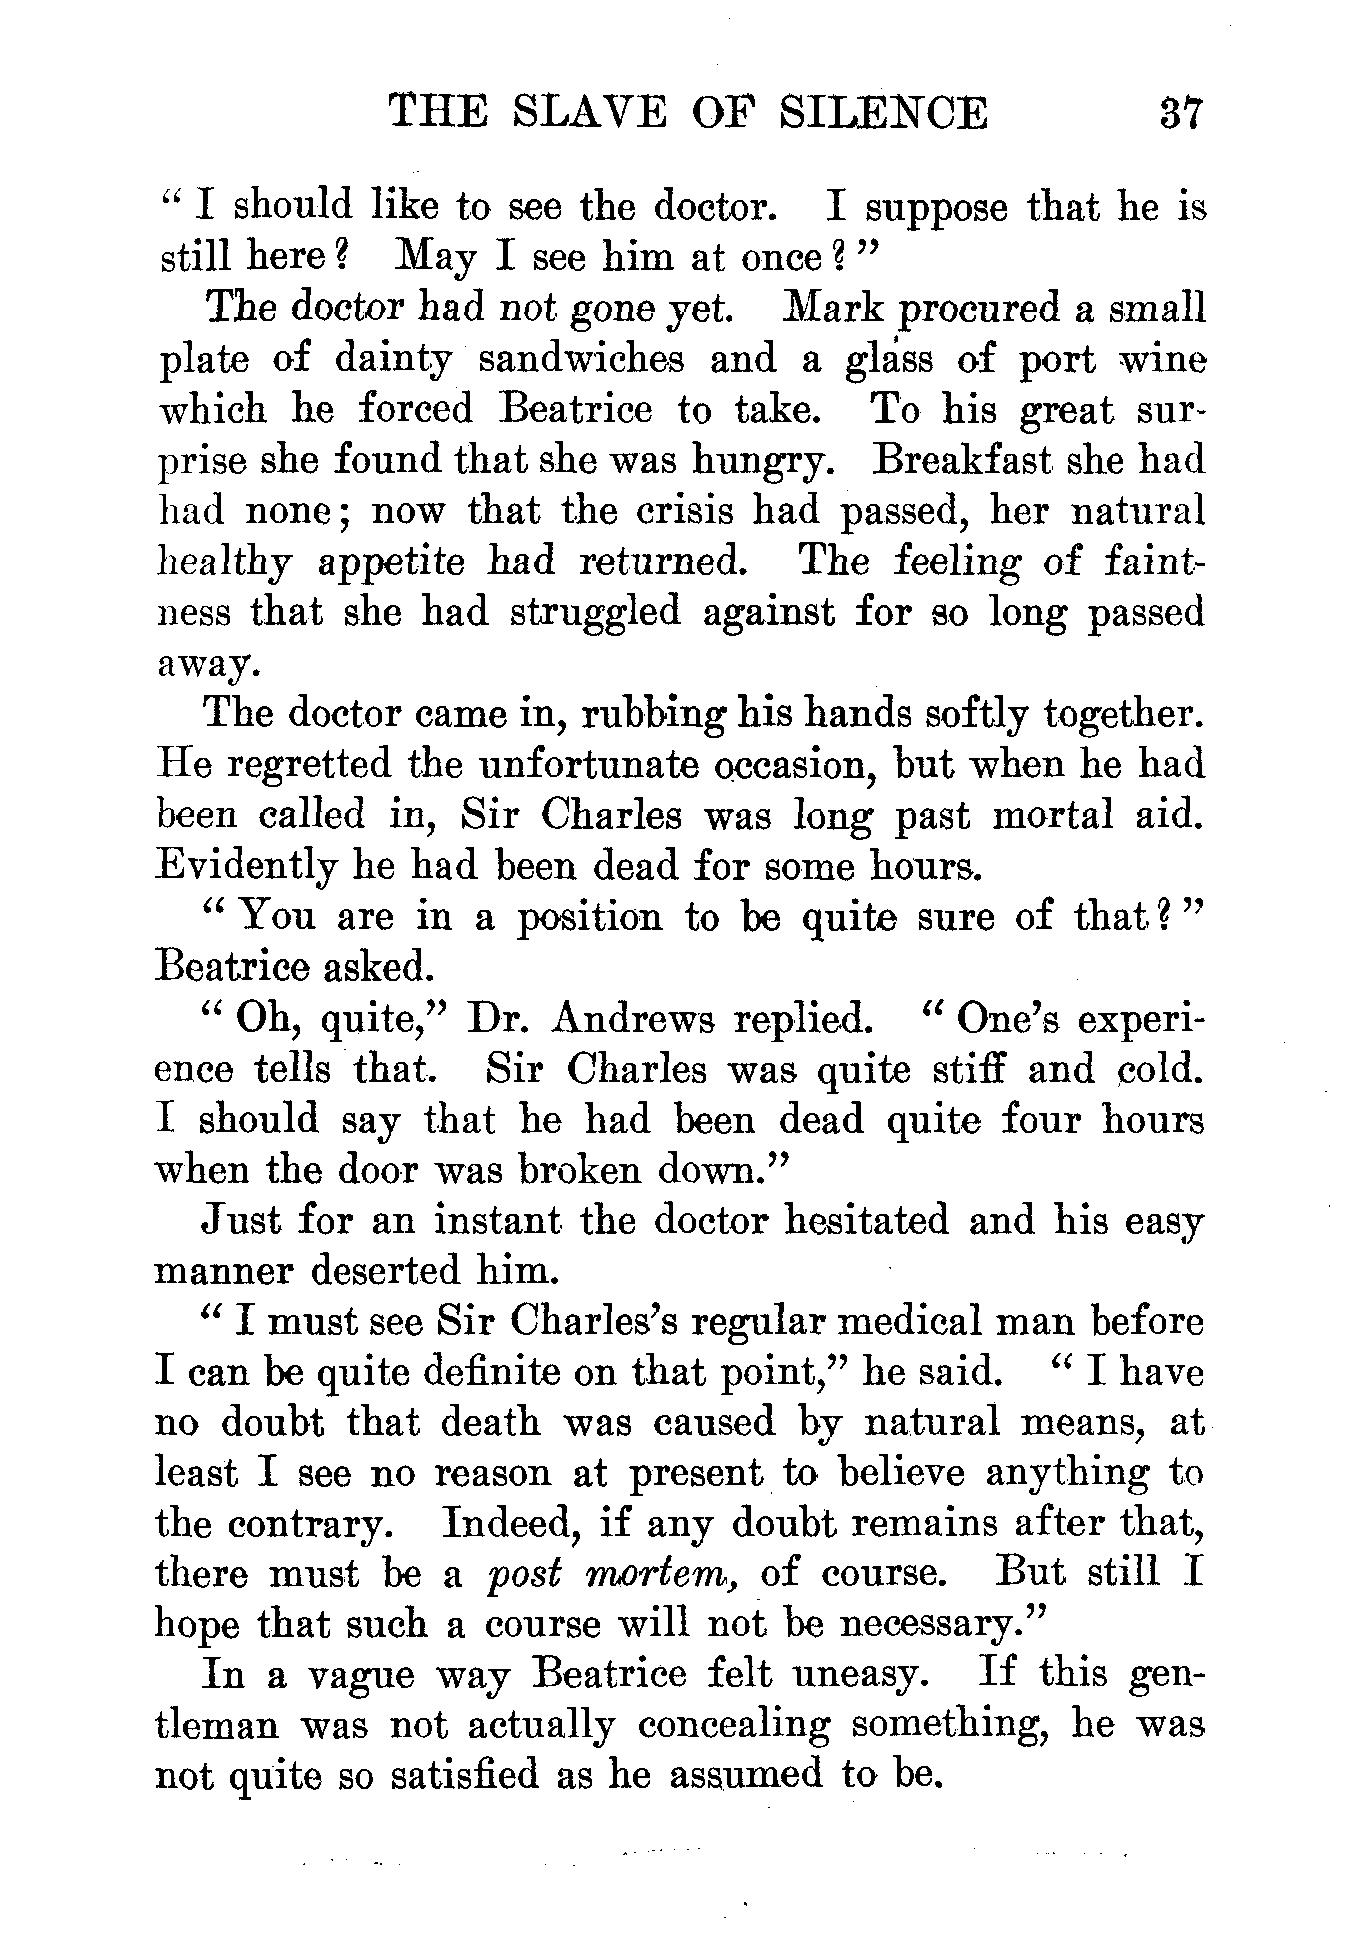 THE SLAVE OF SILENCE 37
“ I should like to see the doctor. I suppose that he is
still here ? May I see him at once ? ”
The doctor had not gone yet. Mark procured a small
plate of dainty sandwiches and a glass of port wine
which he forced Beatrice to take. To his great sur-
prise she found that she was hungry. Breakfast she had
had none; now that the crisis had passed, her natural
healthy appetite had returned. The feeling of faint-
ness that she had struggled against for so long passed
away.
The doctor came in, rubbing his hands softly together.
He regretted the unfortunate occasion, but when he had
been called in, Sir Charles was long past mortal aid.
Evidently he had been dead for some hours.
“ You are in a position to be quite sure of that ? ”
Beatrice asked.
“ Oh, quite,” Dr. Andrews replied. “ One’s experi-
ence tells that. Sir Charles was quite stiff and cold.
I should say that he had been dead quite four hours
when the door was broken down.”
Just for an instant the doctor hesitated and his easy
manner deserted him.
“ I must see Sir Charles’s regular medical man before
I can be quite definite on that point,” he said. “ I have
no doubt that death was caused by natural means, at
least I see no reason at present to believe anything to
the contrary. Indeed, if any doubt remains after that,
there must be a post mortem, of course. But still I
hope that such a course will not be necessary.”
In a vague way Beatrice felt uneasy. If this gen-
tleman was not actually concealing something, he was
not quite so satisfied as he assumed to be.